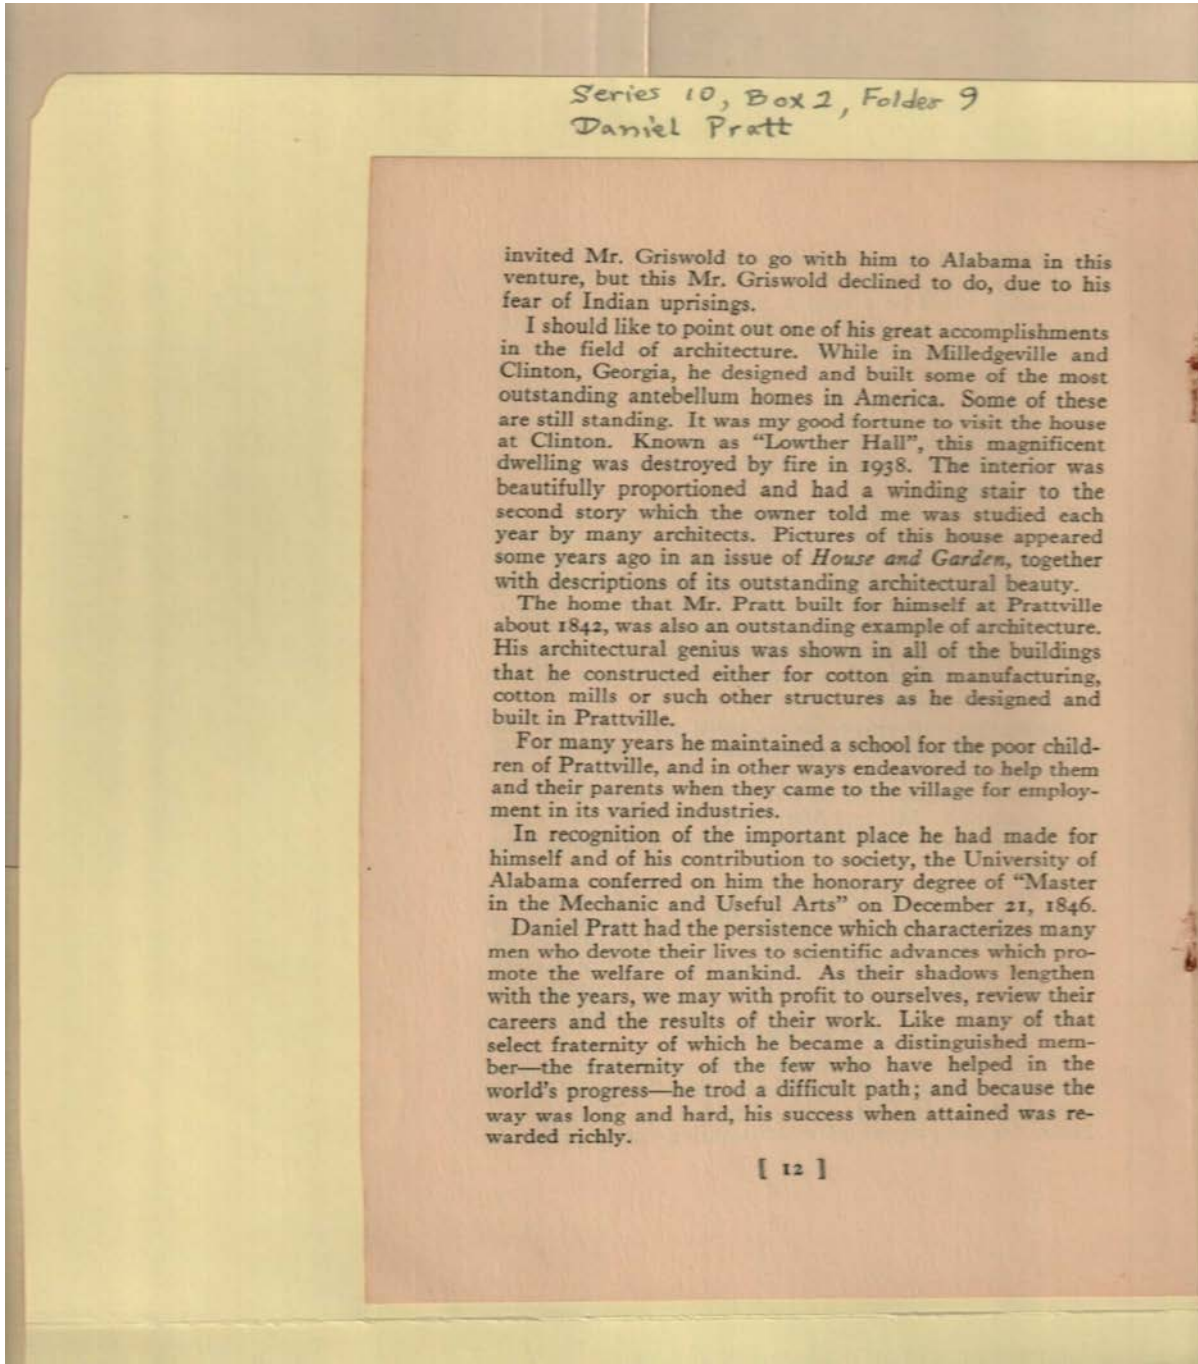 Series 10, Box 2, Folder 9
Daniel Pratt
invited Mr. Griswold to go with him to Alabama in this
venture, but this Mr. Griswold declined to do, due to his
fear of Indian uprisings.
I should like to point out one of his great accomplishments
in the field of architecture. While in Milledgeville and
Clinton, Georgia, he designed and built some of the most
outstanding antebellum homes in America. Some of these
are still standing. It was my good fortune to visit the house
at Clinton. Known as "Lowther Hall", this magnificent
dwelling was destroyed by fire in 1938. The interior was
beautifully proportioned and had a winding stair to the
second story which the owner told me was studied each
year by many architects. Pictures of this house appeared
some years ago in an issue of House and Garden, together
with descriptions of its outstanding architectural beauty.
The home that Mr. Pratt built for himself at Prattville
about 1842, was also an outstanding example of architecture.
His architectural genius was shown in all of the buildings
that he constructed either for cotton gin manufacturing,
cotton mills or such other structures as he designed and
built in Prattville.
For many years he maintained a school for the poor child-
ren of Prattville, and in other ways endeavored to help them
and their parents when they came to the village for employ-
ment in its varied industries.
In recognition of the important place he had made for
himself and of his contribution to society, the University of
Alabama conferred on him the honorary degree of "Master
in the Mechanic and Useful Arts" on December 21, 1846.
Daniel Pratt had the persistence which characterizes many
men who devote their lives to scientific advances which pro-
mote the welfare of mankind. As their shadows lengthen
with the years, we may with profit to ourselves, review their
careers and the results of their work. Like many of that
select fraternity of which he became a distinguished mem-
ber—the fraternity of the few who have helped in the
world's progress—he trod a difficult path; and because the
way was long and hard, his success when attained was re-
warded richly.
[ 12 ]